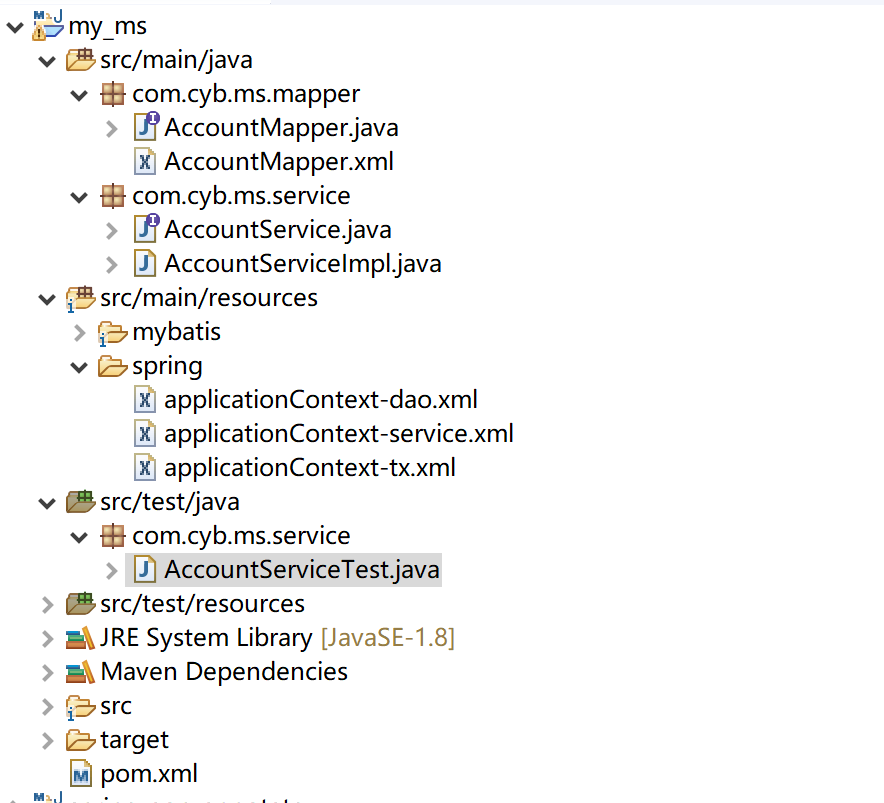 my_ms
src/main/java
com.cyb.ms.mapper
AccountMapper.java
AccountMapper.xml
com.cyb.ms.service
AccountService.java
AccountServiceImpl.java
src/main/resources
mybatis
spring
applicationContext-dao.xml
applicationContext-service.xml
applicationContext-tx.xml
src/test/java
com.cyb.ms.service
AccountServiceTest.java
src/test/resources
JRE System Library [JavaSE-1.8]
Maven Dependencies
src
target
pom.xml